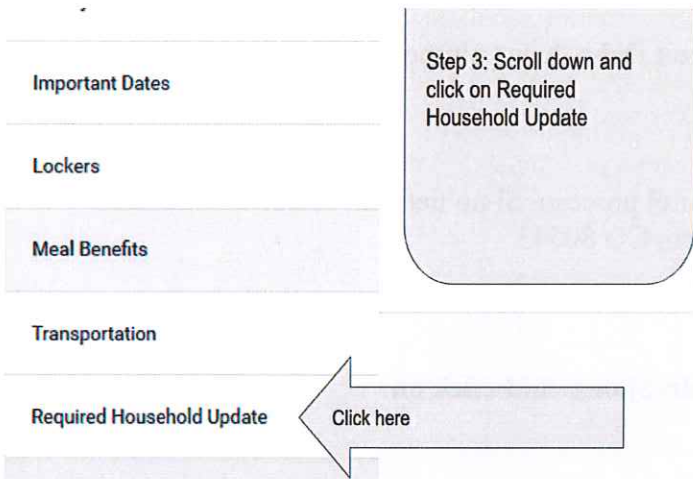 Important Dates
Lockers
Meal Benefits
Transportation
Required Household Update
Step 3: Scroll down and
click on Required
Household Update
Click here